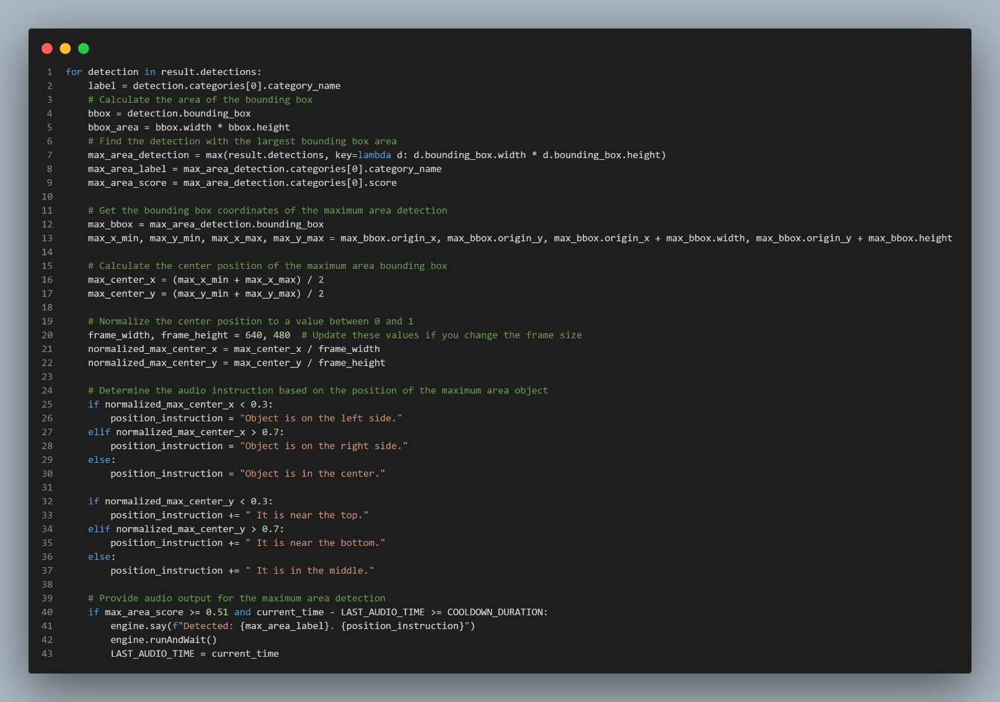 1 for detection in result.detections:
2     label = detection.categories[0].category_name
3     # Calculate the area of the bounding box
4     bbox = detection.bounding_box
5     bbox_area = bbox.width * bbox.height
6     # Find the detection with the largest bounding box area
7     max_area_detection = max(result.detections, key=lambda d: d.bounding_box.width * d.bounding_box.height)
8     max_area_label = max_area_detection.categories[0].category_name
9     max_area_score = max_area_detection.categories[0].score
10
11     # Get the bounding box coordinates of the maximum area detection
12     max_bbox = max_area_detection.bounding_box
13     max_x_min, max_y_min, max_x_max, max_y_max = max_bbox.origin_x, max_bbox.origin_y, max_bbox.origin_x + max_bbox.width, max_bbox.origin_y + max_bbox.height
14
15     # Calculate the center position of the maximum area bounding box
16     max_center_x = (max_x_min + max_x_max) / 2
17     max_center_y = (max_y_min + max_y_max) / 2
18
19     # Normalize the center position to a value between 0 and 1
20     frame_width, frame_height = 640, 480  # Update these values if you change the frame size
21     normalized_max_center_x = max_center_x / frame_width
22     normalized_max_center_y = max_center_y / frame_height
23
24     # Determine the audio instruction based on the position of the maximum area object
25     if normalized_max_center_x < 0.3:
26         position_instruction = "Object is on the left side."
27     elif normalized_max_center_x > 0.7:
28         position_instruction = "Object is on the right side."
29     else:
30         position_instruction = "Object is in the center."
31
32     if normalized_max_center_y < 0.3:
33         position_instruction += " It is near the top."
34     elif normalized_max_center_y > 0.7:
35         position_instruction += " It is near the bottom."
36     else:
37         position_instruction += " It is in the middle."
38
39     # Provide audio output for the maximum area detection
40     if max_area_score >= 0.51 and current_time - LAST_AUDIO_TIME >= COOLDOWN_DURATION:
41         engine.say(f"Detected: {max_area_label}. {position_instruction}")
42         engine.runAndWait()
43         LAST_AUDIO_TIME = current_time